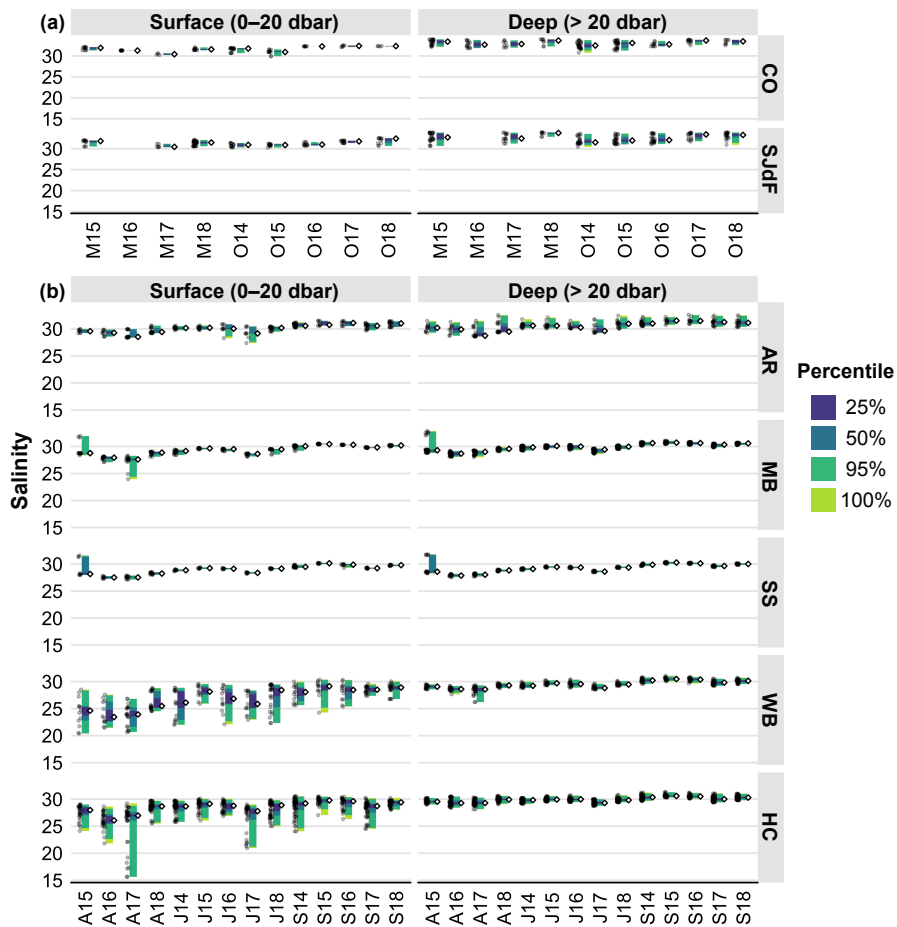 (a)
Surface (0–20 dbar)
Deep (> 20 dbar)
30
25
20
15
CO
30
25
20
15
SJdF
M15 M16 M17 M18 O14 O15 O16 O17 O18
M15 M16 M17 M18 O14 O15 O16 O17 O18
(b)
Surface (0–20 dbar)
Deep (> 20 dbar)
Salinity
30
25
20
15
AR
30
25
20
15
MB
30
25
20
15
SS
30
25
20
15
WB
30
25
20
15
HC
A15 A16 A17 A18 J14 J15 J16 J17 J18 S14 S15 S16 S17 S18
A15 A16 A17 A18 J14 J15 J16 J17 J18 S14 S15 S16 S17 S18
Percentile
25%
50%
95%
100%